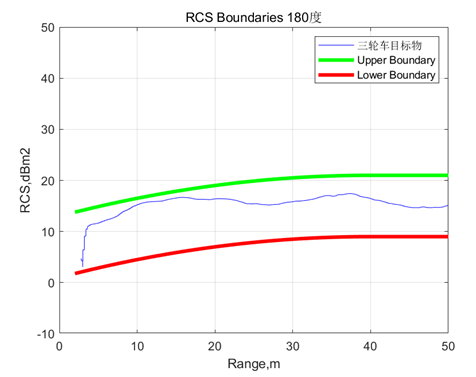 RCS Boundaries 180度
50
40
30
20
10
0
-10
RCS,dBm2
三轮车目标物
Upper Boundary
Lower Boundary
0 10 20 30 40 50
Range,m